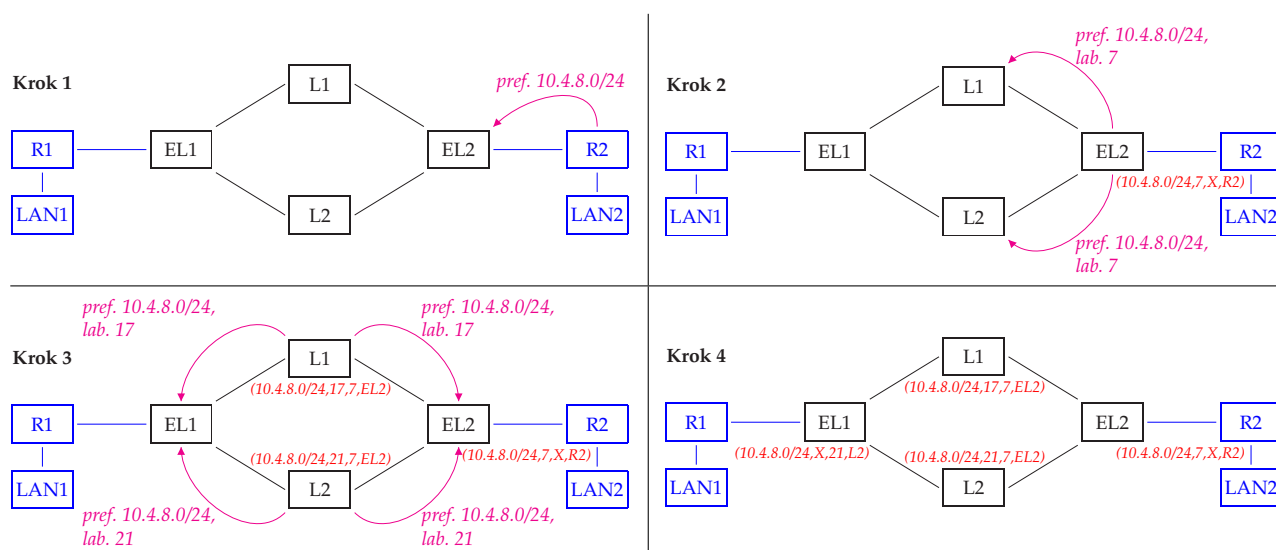 Krok 1
L1
pref. 10.4.8.0/24
R1
EL1
EL2
R2
LAN1
L2
LAN2
Krok 2
pref. 10.4.8.0/24,
lab. 7
L1
R1
EL1
EL2
R2
(10.4.8.0/24,7,X,R2)
LAN1
L2
LAN2
pref. 10.4.8.0/24,
lab. 7
Krok 3
pref. 10.4.8.0/24,
lab. 17
pref. 10.4.8.0/24,
lab. 17
L1
(10.4.8.0/24,17,7,EL2)
R1
EL1
EL2
R2
(10.4.8.0/24,21,7,EL2)
(10.4.8.0/24,7,X,R2)
LAN1
L2
LAN2
pref. 10.4.8.0/24,
lab. 21
pref. 10.4.8.0/24,
lab. 21
Krok 4
L1
(10.4.8.0/24,17,7,EL2)
R1
EL1
EL2
R2
(10.4.8.0/24,X,21,L2)
(10.4.8.0/24,21,7,EL2)
(10.4.8.0/24,7,X,R2)
LAN1
L2
LAN2